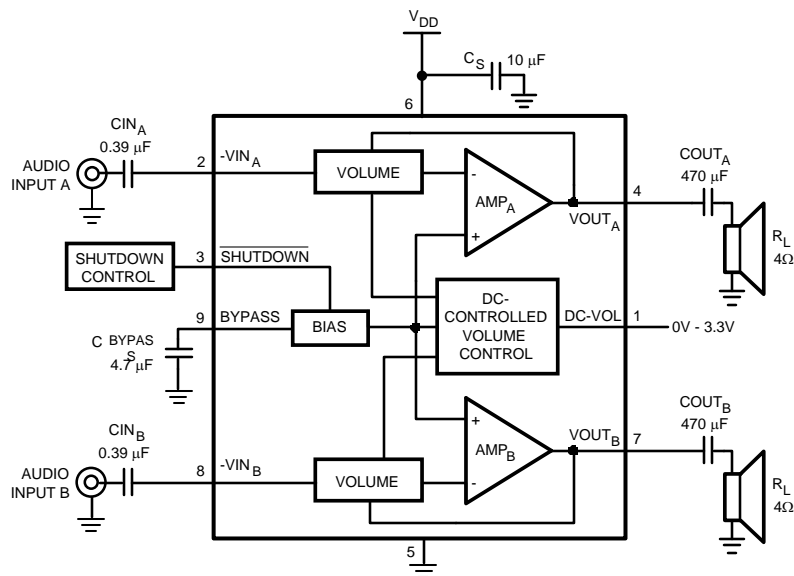 VDD
CS 10 μF
6
CINA
0.39 μF
AUDIO
INPUT A
2 -VINA
VOLUME
-
AMPA
+
VOUTA
4
COUTA
470 μF
RL
4Ω
SHUTDOWN
CONTROL
3 SHUTDOWN
9 BYPASS
BIAS
C BYPAS
S
4.7 μF
DC-
CONTROLLED
VOLUME
CONTROL
DC-VOL 1
0V - 3.3V
CINB
0.39 μF
AUDIO
INPUT B
8 -VINB
VOLUME
+
AMPB
-
VOUTB
7
COUTB
470 μF
RL
4Ω
5